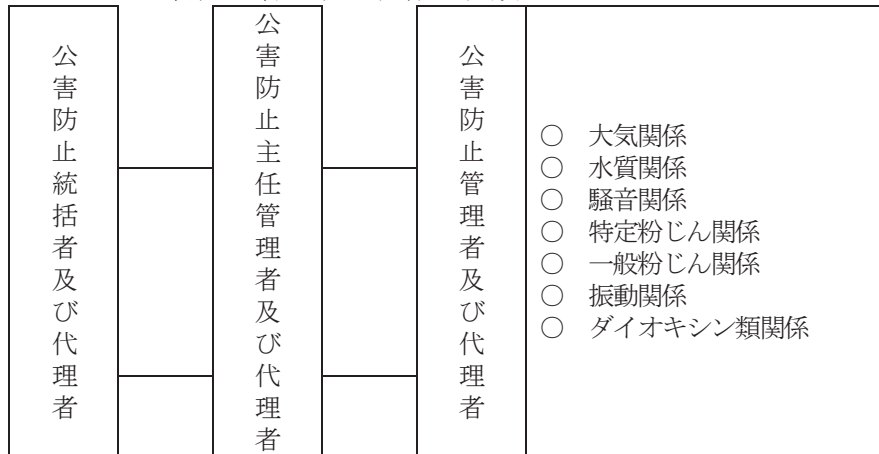 公害防止統括者及び代理者
公害防止主任管理者及び代理者
公害防止管理者及び代理者
○ 大気関係
○ 水質関係
○ 騒音関係
○ 特定粉じん関係
○ 一般粉じん関係
○ 振動関係
○ ダイオキシン類関係